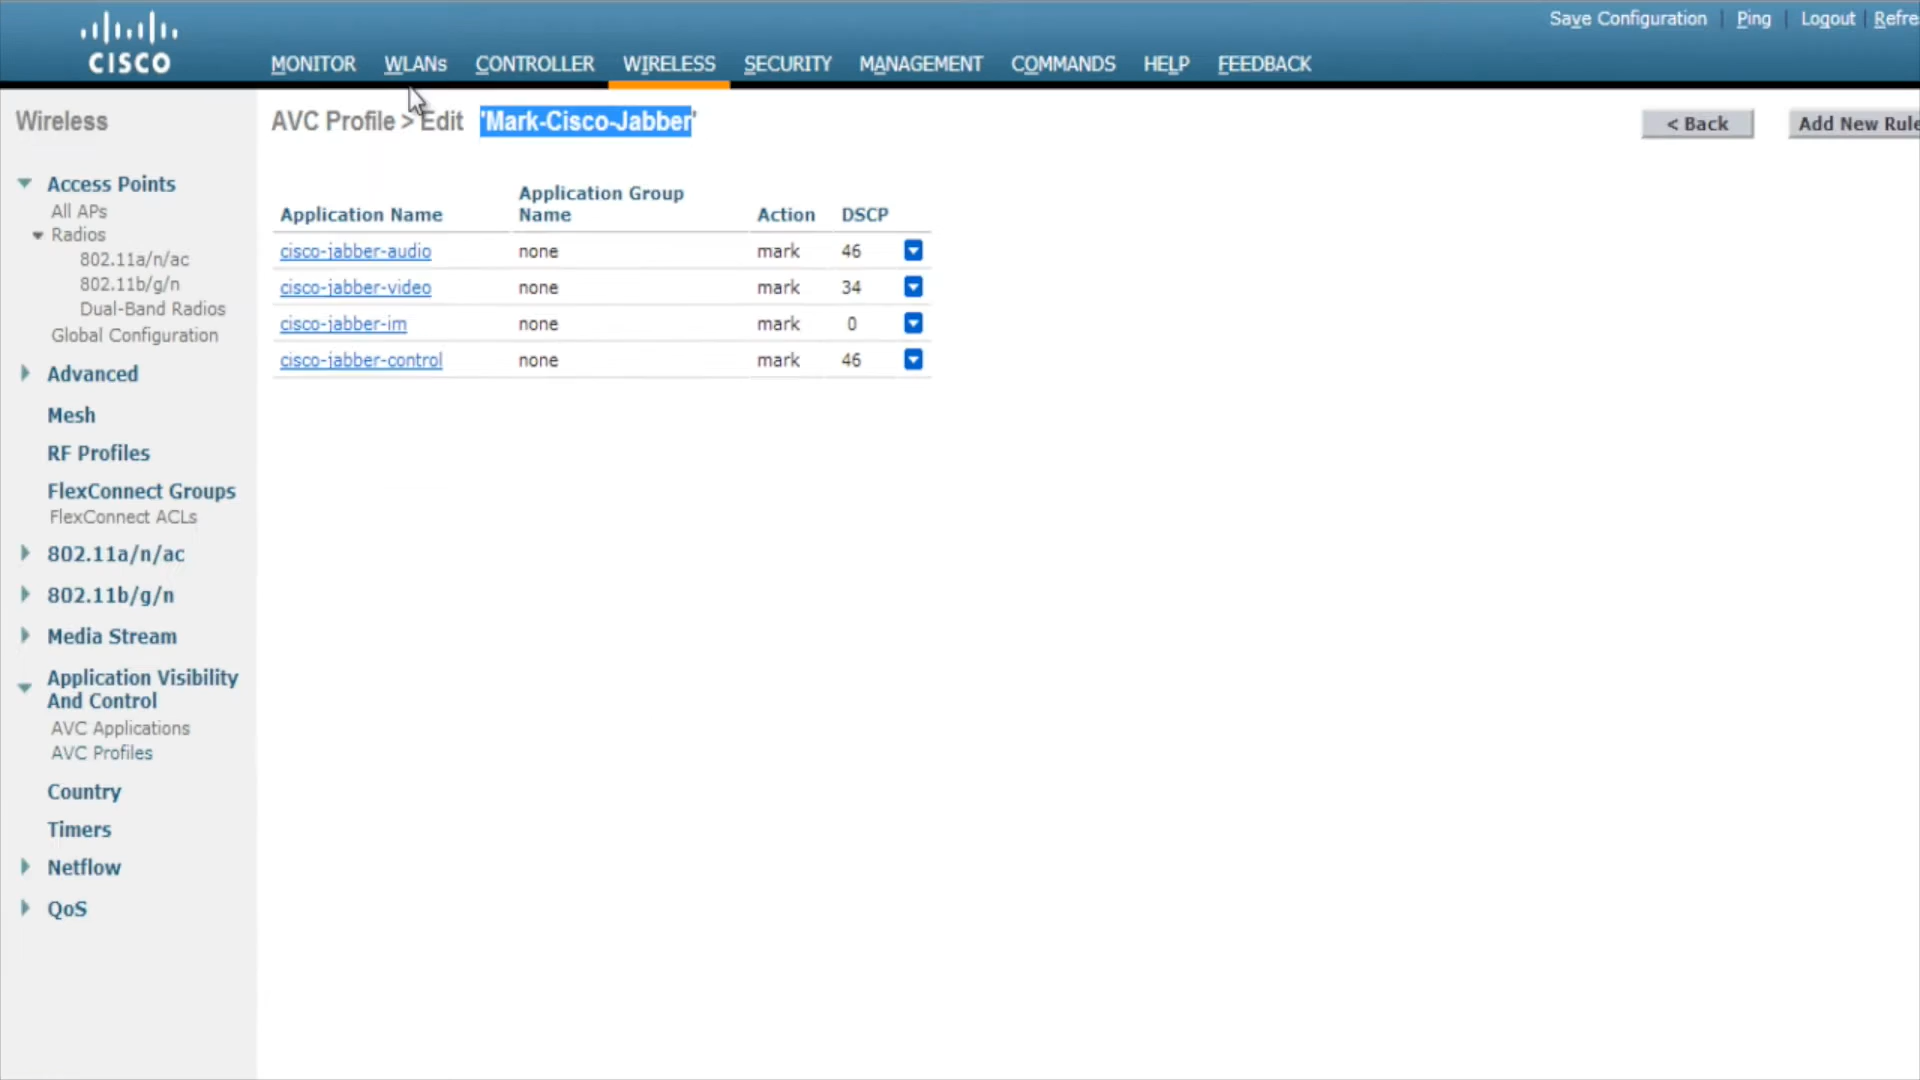 Save Configuration | Ping | Logout | Refre
CISCO
MONITOR WLANs CONTROLLER WIRELESS SECURITY MANAGEMENT COMMANDS HELP FEEDBACK
Wireless
AVC Profile > Edit 'Mark-Cisco-Jabber'
< Back
Add New Rule
Access Points
All APs
Radios
802.11a/n/ac
802.11b/g/n
Dual-Band Radios
Global Configuration
Advanced
Mesh
RF Profiles
FlexConnect Groups
FlexConnect ACLs
802.11a/n/ac
802.11b/g/n
Media Stream
Application Visibility
And Control
AVC Applications
AVC Profiles
Country
Timers
Netflow
QoS
Application Name
Application Group
Name
Action
DSCP
cisco-jabber-audio none mark 46
cisco-jabber-video none mark 34
cisco-jabber-im none mark 0
cisco-jabber-control none mark 46